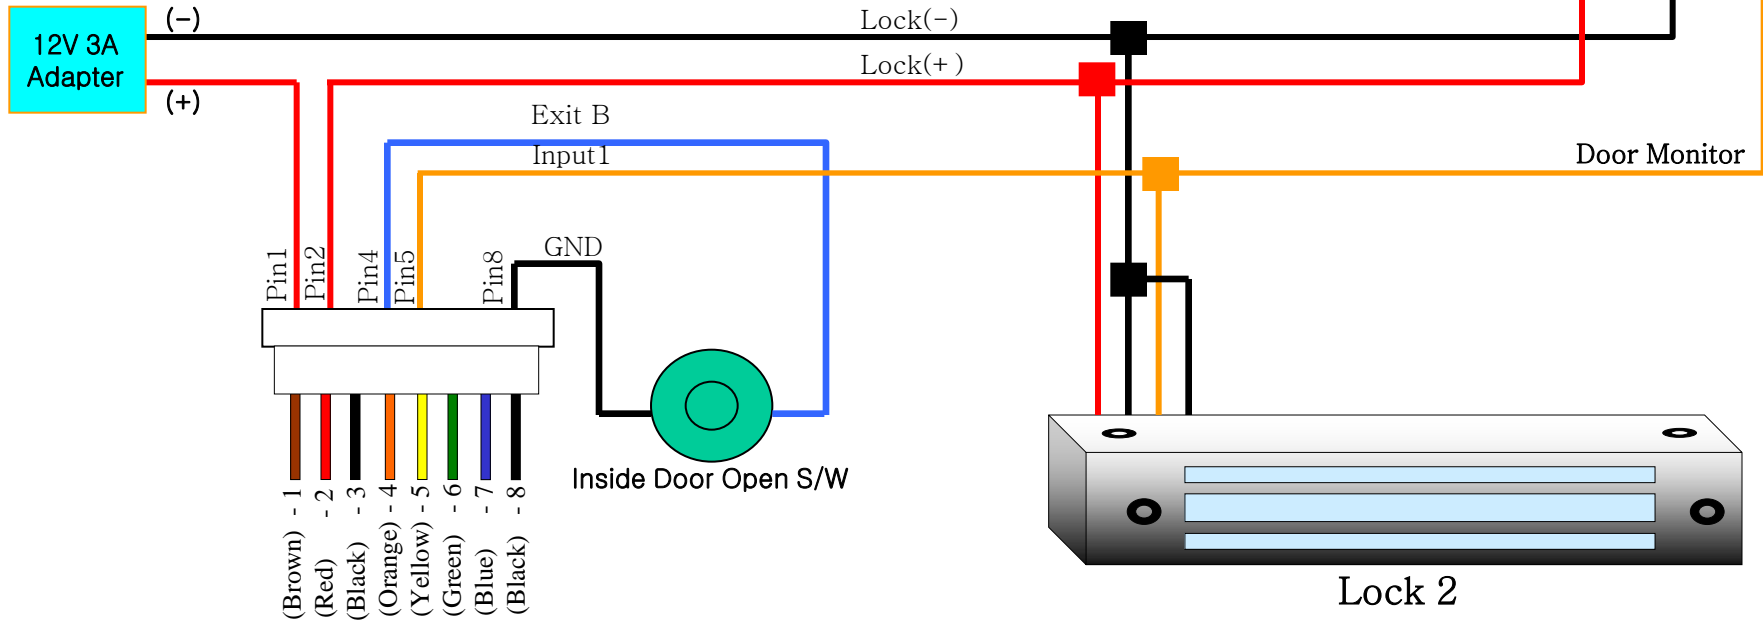 (-)
Lock(-)
12V 3A
Adapter
Lock(+)
(+)
Exit B
Input1
Door Monitor
Pin1
Pin2
Pin4
Pin5
Pin8
GND
Inside Door Open S/W
(Brown) - 1
(Red) - 2
(Black) - 3
(Orange) - 4
(Yellow) - 5
(Green) - 6
(Blue) - 7
(Black) - 8
Lock 2